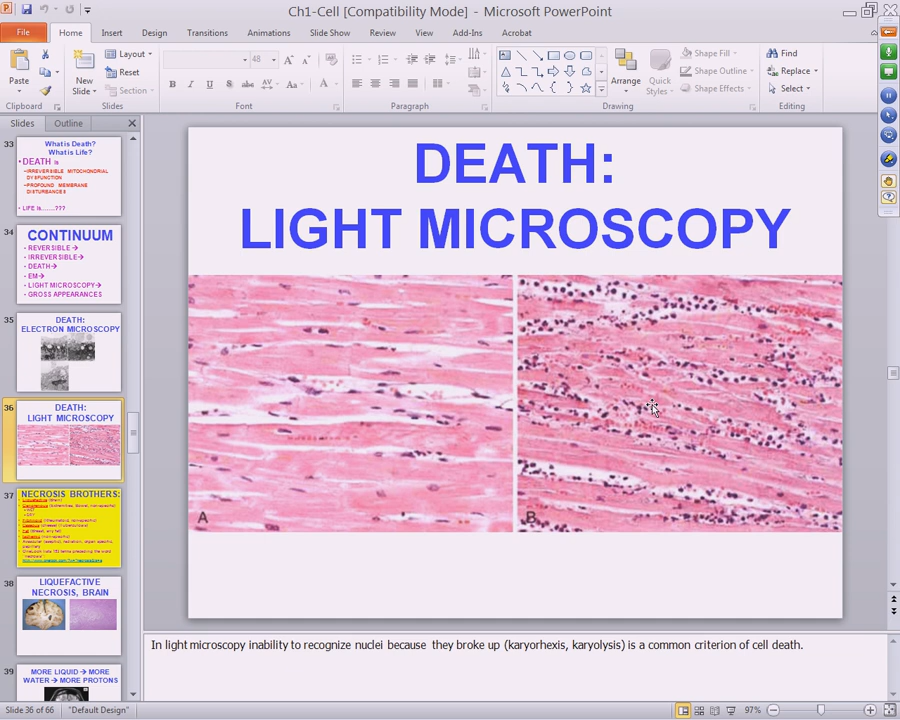 Ch1-Cell [Compatibility Mode] - Microsoft PowerPoint
File Home Insert Design Transitions Animations Slide Show Review View Add-Ins Acrobat
Paste
Clipboard
New
Slide
Layout
Reset
Section
Slides
48
Font
Paragraph
Arrange
Quick
Styles
Shape Fill
Shape Outline
Shape Effects
Drawing
Find
Replace
Select
Editing
Slides Outline
33
What is Death?
What is Life?
•DEATH is
–IRREVERSIBLE MITOCHONDRIAL
DYSFUNCTION
–PROFOUND MEMBRANE
DISTURBANCES
• LIFE is.......???
34
CONTINUUM
• REVERSIBLE→
• IRREVERSIBLE→
• DEATH→
• EM→
• LIGHT MICROSCOPY→
• GROSS APPEARANCES
35
DEATH:
ELECTRON MICROSCOPY
36
DEATH:
LIGHT MICROSCOPY
37
NECROSIS BROTHERS:
38
LIQUEFACTIVE
NECROSIS, BRAIN
39
MORE LIQUID → MORE
WATER → MORE PROTONS
DEATH:
LIGHT MICROSCOPY
A
B
In light microscopy inability to recognize nuclei because they broke up (karyorhexis, karyolysis) is a common criterion of cell death.
Slide 36 of 66 "Default Design" 97%